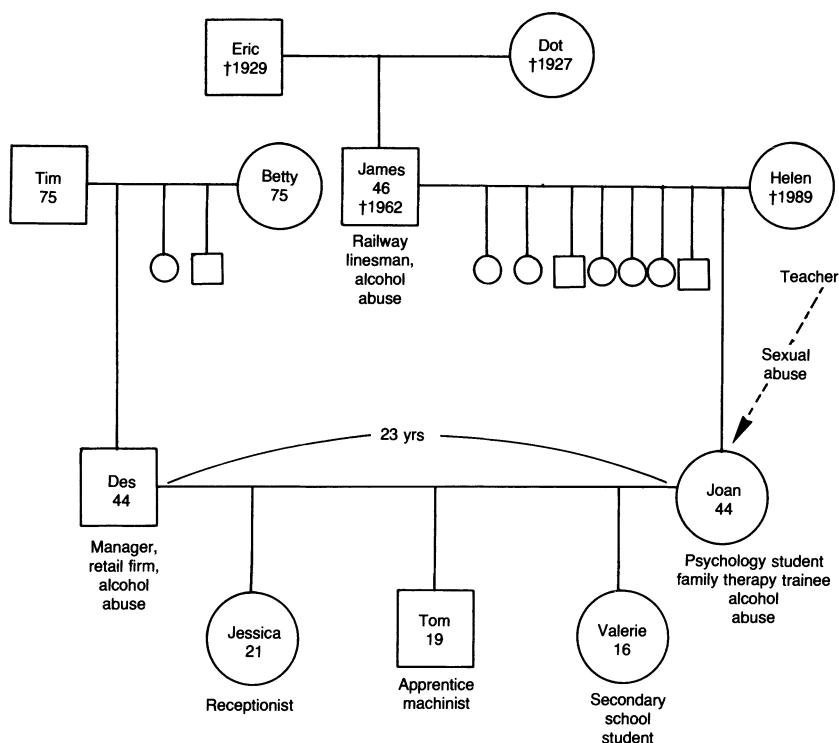 Eric
†1929
Dot
†1927
Tim
75
Betty
75
James
46
†1962
Helen
†1989
Railway
linesman,
alcohol
abuse
Teacher
Sexual
abuse
23 yrs
Des
44
Joan
44
Manager,
retail firm,
alcohol
abuse
Psychology student
family therapy trainee
alcohol
abuse
Jessica
21
Tom
19
Valerie
16
Receptionist
Apprentice
machinist
Secondary
school
student